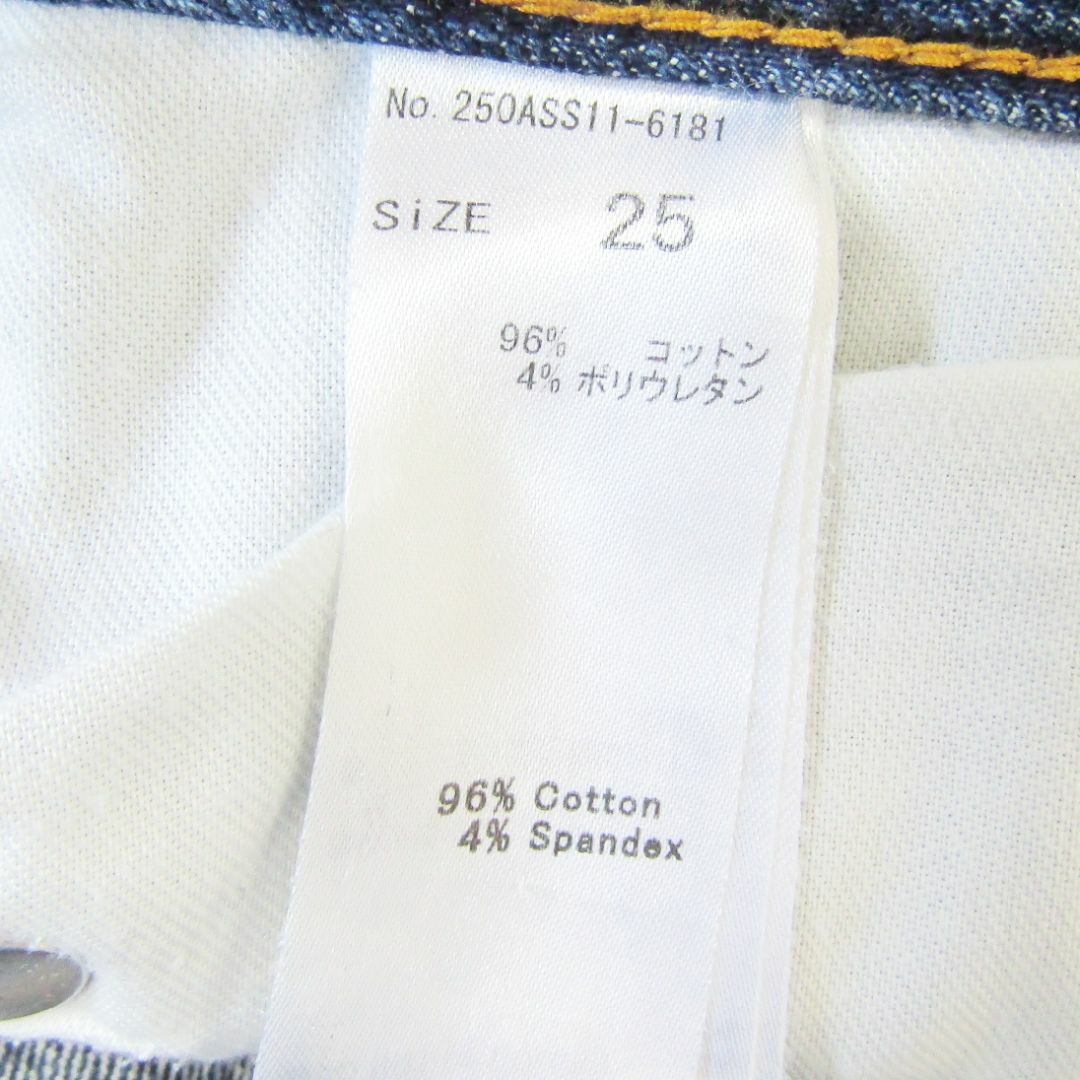 No. 250ASS11-6181
SiZE 25
96% コットン
4% ポリウレタン
96% Cotton
4% Spandex